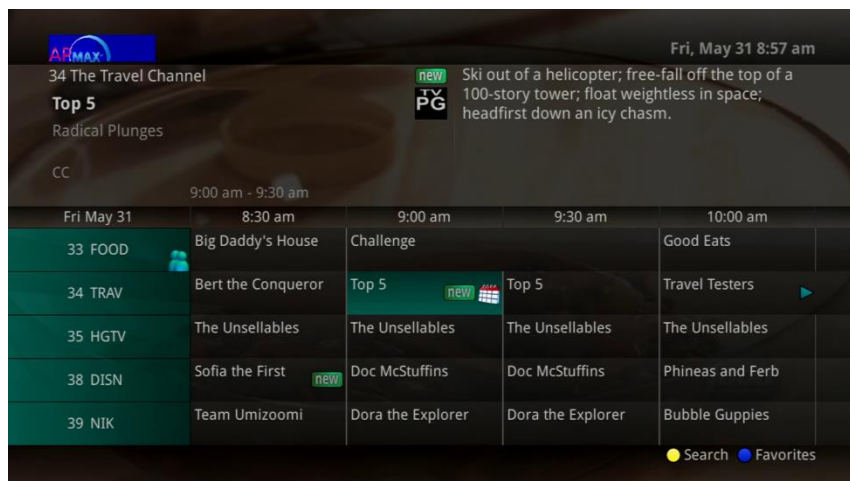 ARMAX
Fri, May 31 8:57 am
34 The Travel Channel
Top 5
Radical Plunges
CC
9:00 am - 9:30 am
new
TV
PG
Ski out of a helicopter; free-fall off the top of a
100-story tower; float weightless in space;
headfirst down an icy chasm.
Fri May 31 8:30 am 9:00 am 9:30 am 10:00 am
33 FOOD Big Daddy's House Challenge Good Eats
34 TRAV Bert the Conqueror Top 5 new Top 5 Travel Testers
35 HGTV The Unsellables The Unsellables The Unsellables The Unsellables
38 DISN Sofia the First new Doc McStuffins Doc McStuffins Phineas and Ferb
39 NIK Team Umizoomi Dora the Explorer Dora the Explorer Bubble Guppies
Search Favorites